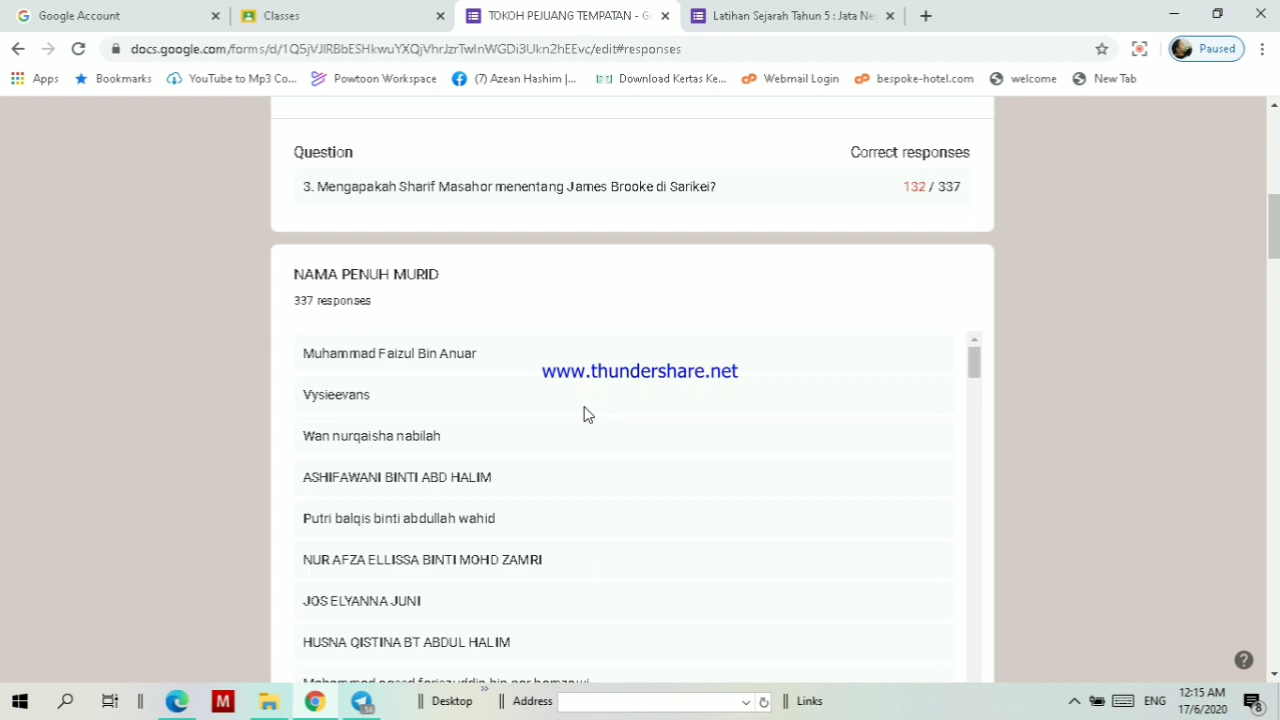 Google Account
Classes
TOKOH PEJUANG TEMPATAN - Go
Latihan Sejarah Tahun 5 : Jata Ne
docs.google.com/forms/d/1Q5jVJlRBbESHkwuYXQjVhrJzrTwlnWGDi3Ukn2hEEvc/edit#responses
Paused
Apps
Bookmarks
YouTube to Mp3 Co...
Powtoon Workspace
(7) Azean Hashim |...
Download Kertas Ke...
Webmail Login
bespoke-hotel.com
welcome
New Tab
Question
Correct responses
3. Mengapakah Sharif Masahor menentang James Brooke di Sarikei?
132 / 337
NAMA PENUH MURID
337 responses
Muhammad Faizul Bin Anuar
www.thundershare.net
Vysieevans
Wan nurqaisha nabilah
ASHIFAWANI BINTI ABD HALIM
Putri balqis binti abdullah wahid
NUR AFZA ELLISSA BINTI MOHD ZAMRI
JOS ELYANNA JUNI
HUSNA QISTINA BT ABDUL HALIM
Desktop
Address
Links
ENG
12:15 AM
17/6/2020
8